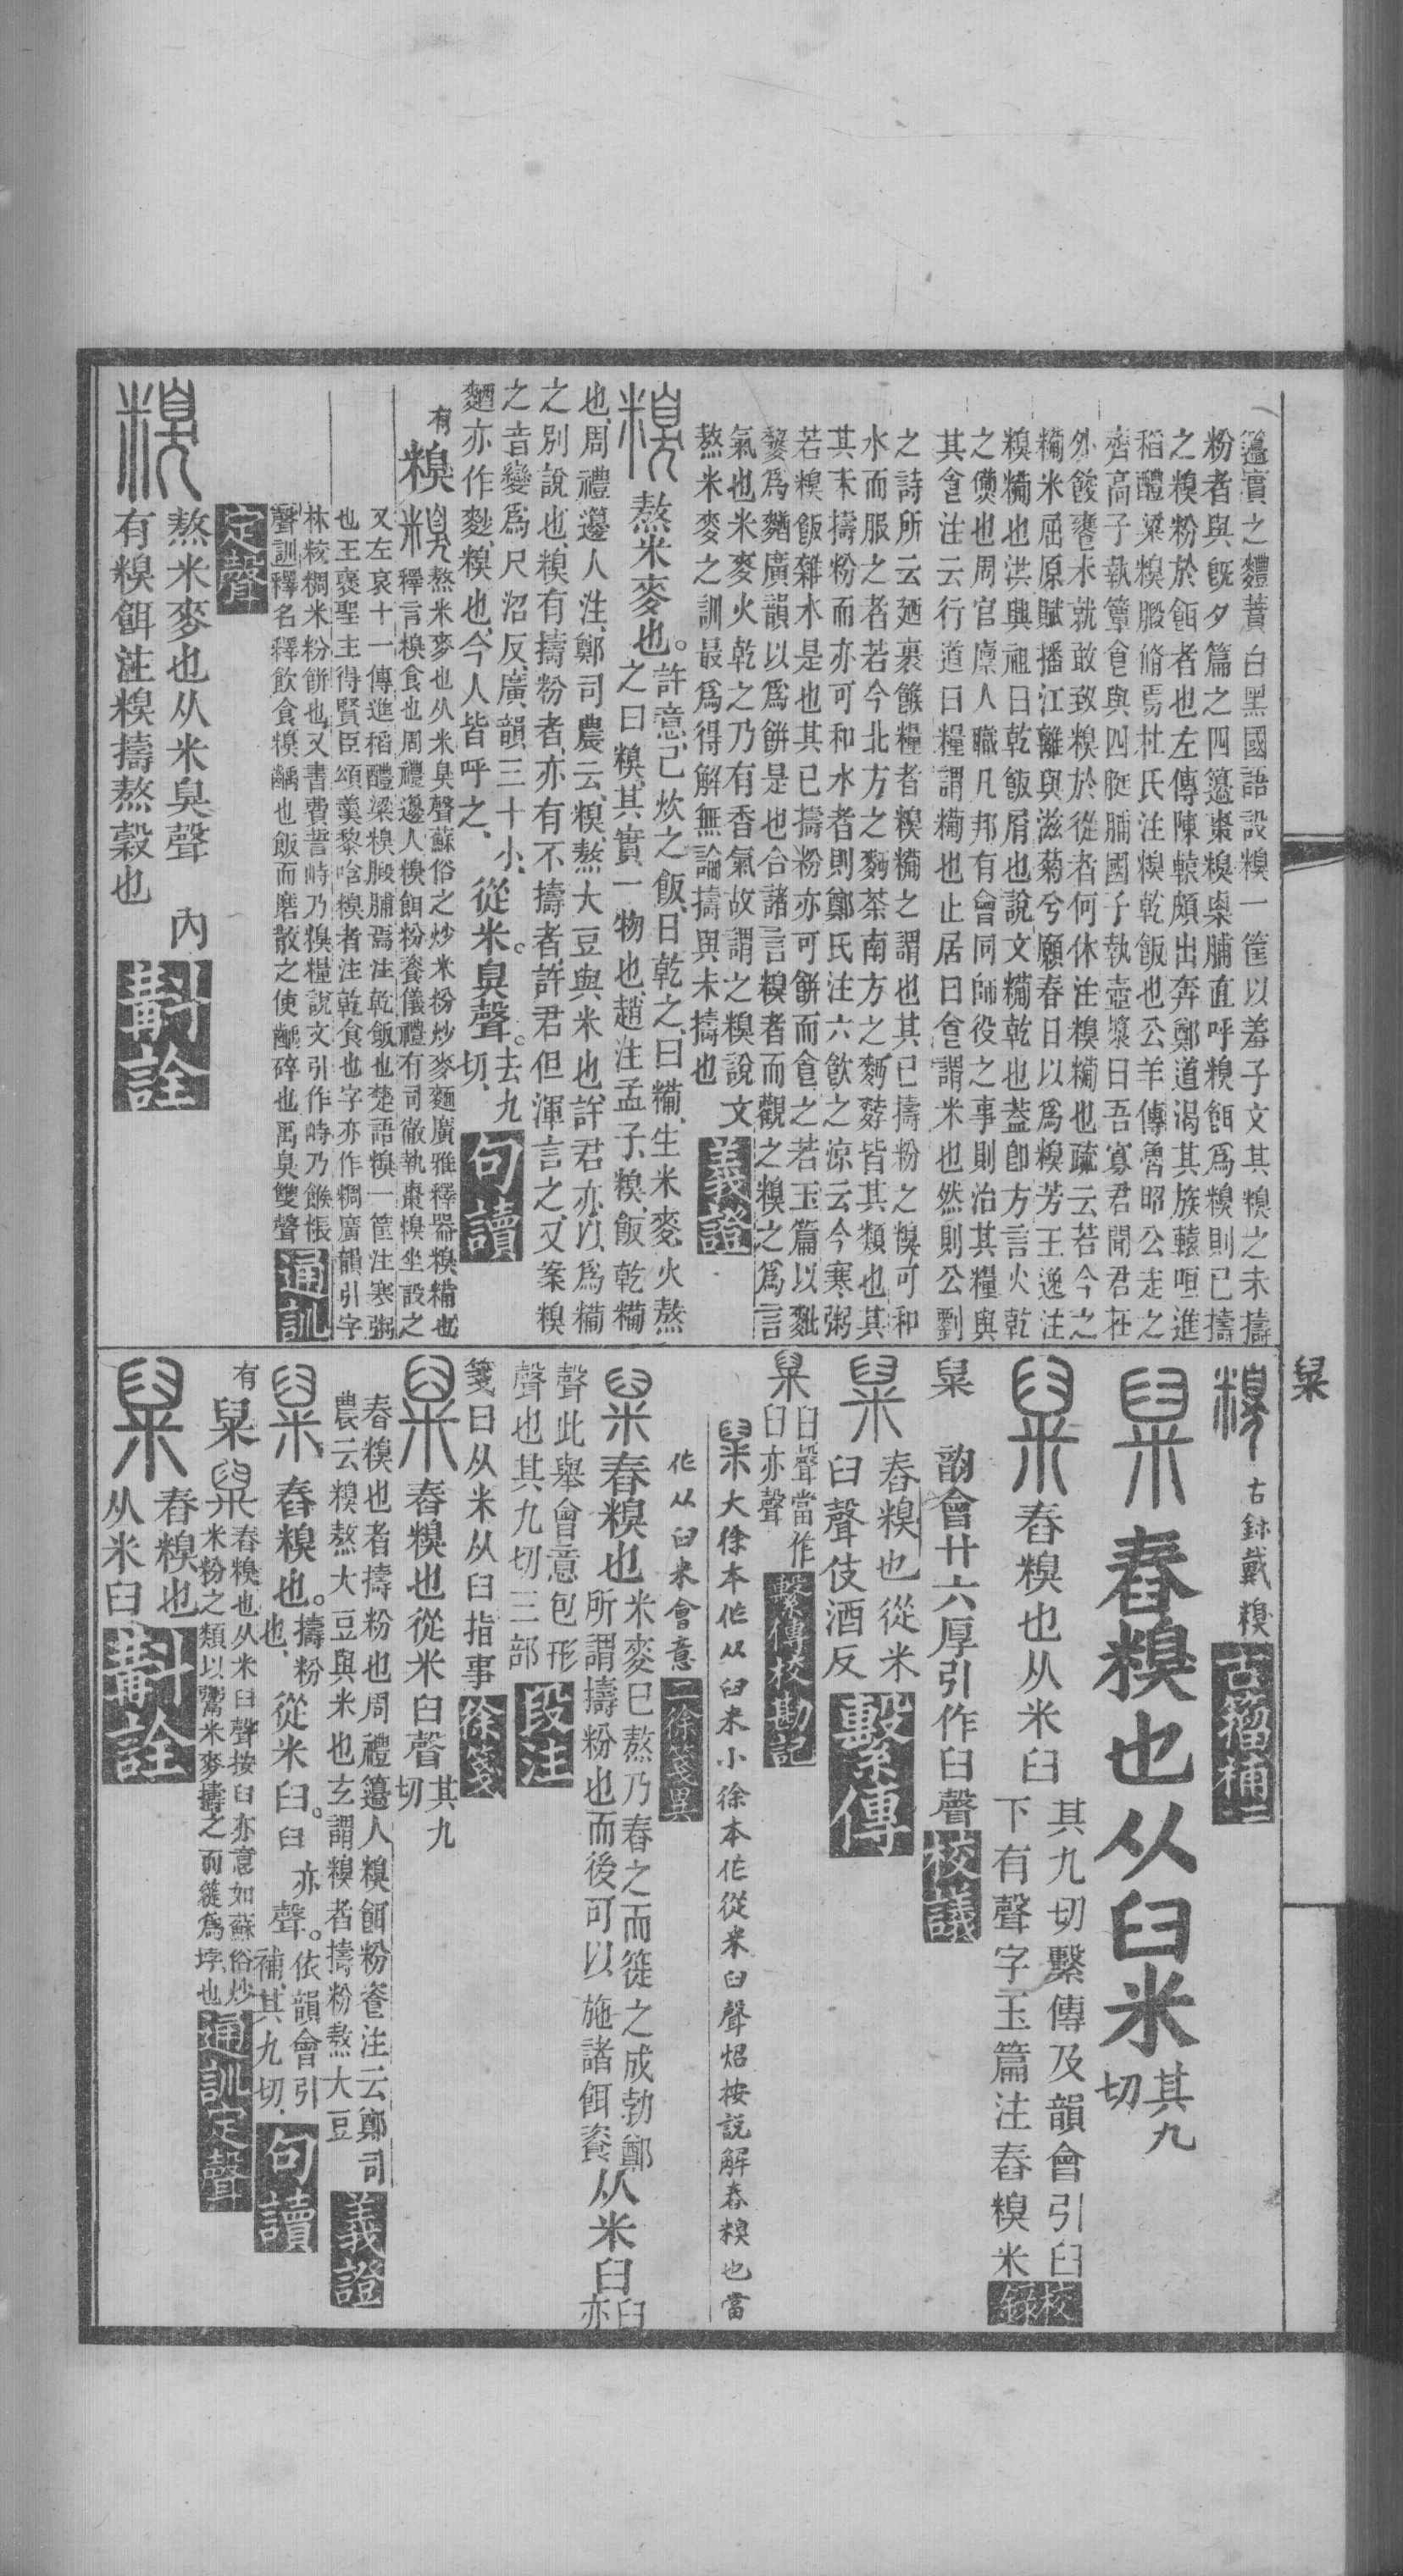 籩實之麷蕡白黑國語設糗一筐以羞子文其糗之未擣
粉者與旣夕篇之四籩棗糗㮚脯直呼糗餌爲糗則已擣
之糗粉於餌者也左傳陳轅頗出奔鄭道渴其族轅咺進
稻醴粱糗腶脩焉杜氏注糗乾飯也公羊傳魯昭公走之
齊高子執簞食與四脡脯國子執壺漿曰吾寡君聞君在
外餕饔未就敢致糗於從者何休注糗糒也疏云若今之
糒米屈原賦播江離與滋菊兮願春日以爲糗芳王逸注
糗糒也洪興祖曰乾飯屑也說文糒乾也蓋卽方言火乾
之㷶也周官廩人職凡邦有會同師役之事則治其糧與
其食注云行道曰糧謂糒也止居曰食謂米也然則公劉
之詩所云廼裹餱糧者糗糒之謂也其已擣粉之糗可和
水而服之者若今北方之麪茶南方之麪䴵皆其類也其
其未擣粉而亦可和水者則鄭氏注六飮之涼云今寒粥
若糗飯雜水是也其已擣粉亦可餠而食之若玉篇以麨
䴢爲麨廣韻以爲餠是也合諸言糗者而觀之糗之爲言
氣也米麥火乾之乃有香氣故謂之糗說文
熬米麥之訓最爲得解無論擣與未擣也
義證
糗 熬米麥也。許意已炊之飯日乾之曰糒、生米麥火熬
之曰糗、其實一物也、趙注孟子、糗、飯乾糒
也、周禮籩人注、鄭司農云、糗、熬大豆與米也、許君亦以爲糒
之別說也、糗有擣粉者、亦有不擣者、許君但渾言之、又案糗
之音變爲尺沼反、廣韻三十小、從米。臭聲。去九切、
麵亦作麨、糗也、今人皆呼之、
句讀
有
糗 熬米麥也从米臭聲蘇俗之炒米粉炒麥麵廣雅釋器糗糒也
釋言糗食也周禮籩人糗餌粉餈儀禮有司徹執棗糗坐設之
又左哀十一傳進稻醴粱糗腶脯焉注乾飯也楚語糗一筐注寒粥
也王襃聖主得賢臣頌羹黎唅糗者注乾食也字亦作䊆廣韻引字
林䊆䊆米粉餠也又書費誓峙乃糗糧說文引作峙乃餱粻
聲訓釋名釋飮食糗齲也飯而磨散之使齲碎也禹臭雙聲
通訓定聲
糗 熬米麥也从米臭聲 內
有糗餌注糗擣熬穀也
斠詮
糗 古鉥戴糗
古籀補二
臼米 舂糗也从臼米 其九切
舂糗也从米臼 其九切繫傳及韻會引臼
下有聲字玉篇注舂糗米
校錄
臬 韵會廿六厚引作臼聲
校議
舂糗也從米
臼聲伎酒反
繫傳
臼聲當作
臼亦聲
繫傳校勘記
大徐本作从臼米小徐本作從米臼聲炤按說解舂糗也當
作从臼米會意
二徐箋異
舂糗也 米麥已熬乃舂之而簁之成勃鄭
所謂擣粉也而後可以施諸餌餈 从米臼 臼亦
聲此舉會意包形
聲也其九切三部
段注
箋曰从米从臼指事
徐箋
舂糗也從米臼聲 其九切
舂糗也者擣粉也周禮籩人糗餌粉餈注云鄭司
農云糗熬大豆與米也玄謂糗者擣粉熬大豆
義證
舂糗也。擣粉也、從米臼。臼亦聲。依韻會引補、其九切、
句讀
有
舂糗也从米臼聲按臼亦意如蘇俗炒
米粉之類以鬻米麥擣之而簁爲㙛也
通訓定聲
舂糗也
从米臼
斠詮